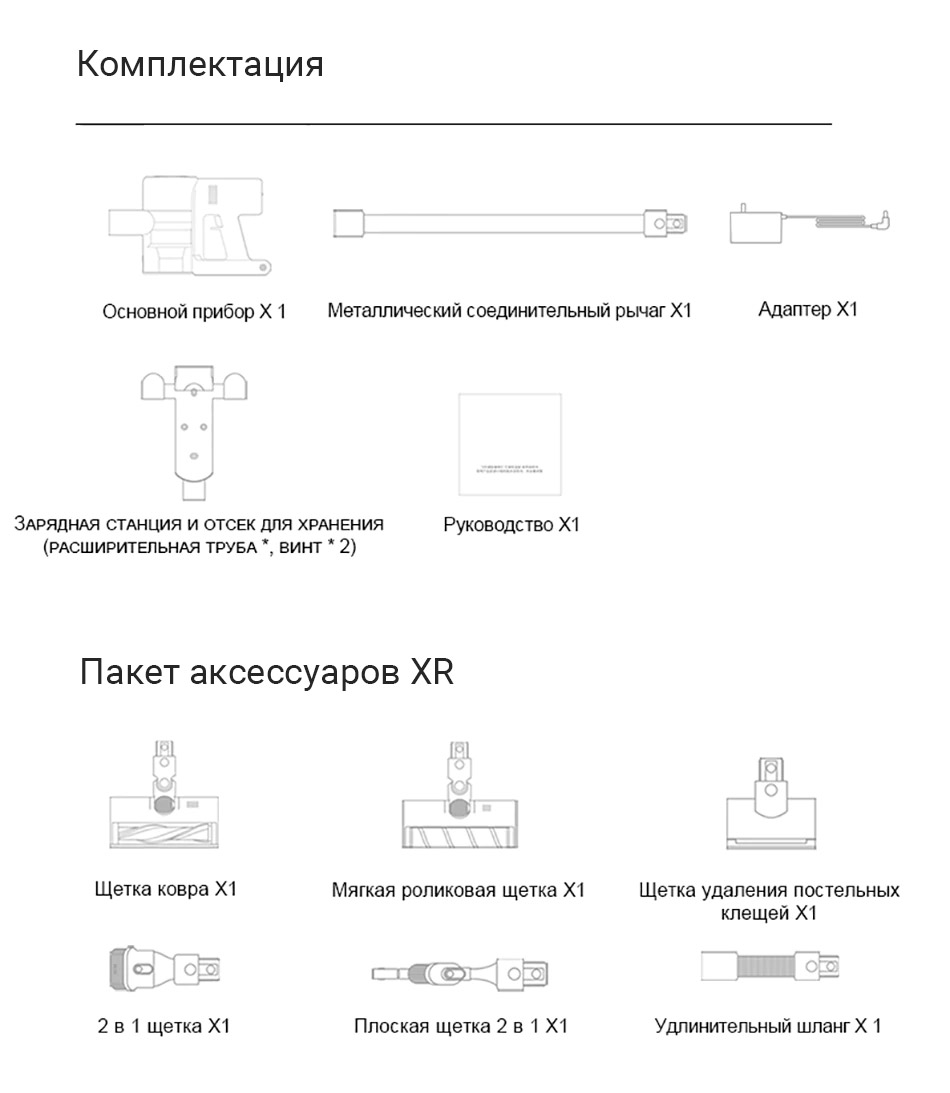 Комплектация
Основной прибор X 1
Металлический соединительный рычаг X1
Адаптер X1
Зарядная станция и отсек для хранения
(расширительная труба *, винт * 2)
Руководство X1
Пакет аксессуаров XR
Щетка ковра X1
Мягкая роликовая щетка X1
Щетка удаления постельных
клещей X1
2 в 1 щетка X1
Плоская щетка 2 в 1 X1
Удлинительный шланг X 1